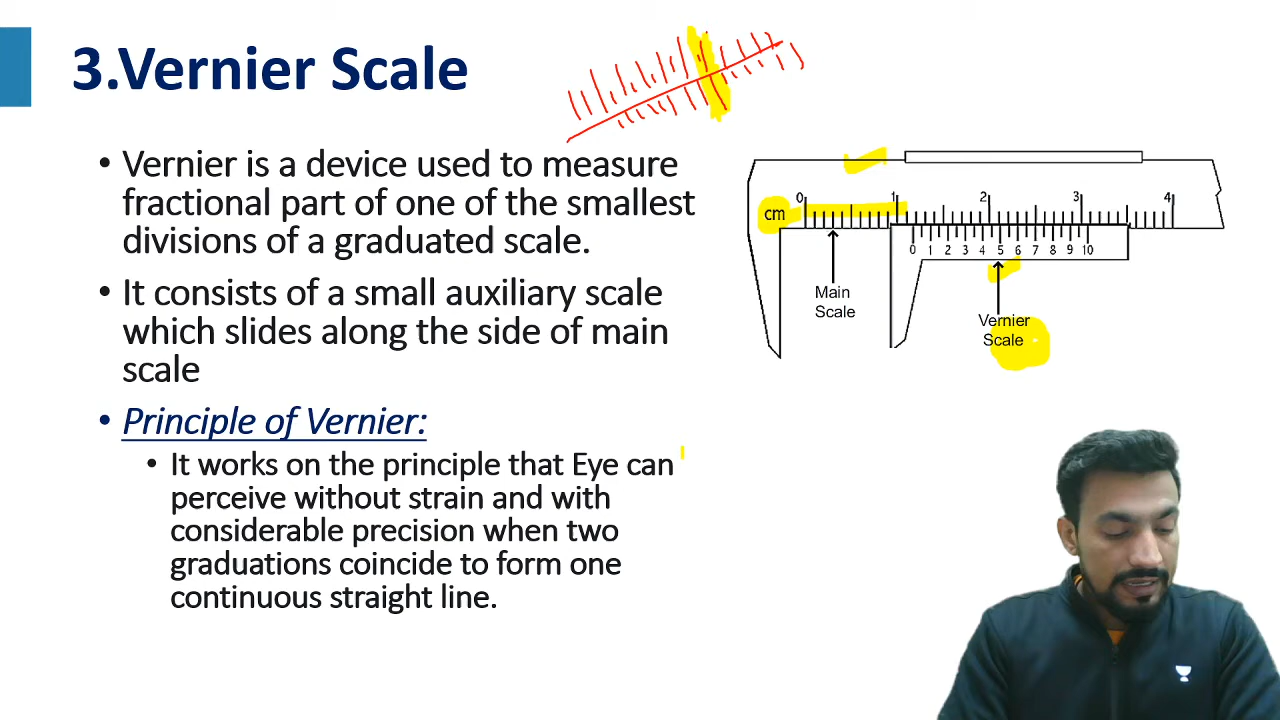 3.Vernier Scale
• Vernier is a device used to measure
fractional part of one of the smallest
divisions of a graduated scale.
• It consists of a small auxiliary scale
which slides along the side of main
scale
• Principle of Vernier:
• It works on the principle that Eye can
perceive without strain and with
considerable precision when two
graduations coincide to form one
continuous straight line.
0 1 2 3 4
cm
0 1 2 3 4 5 6 7 8 9 10
Main
Scale
Vernier
Scale